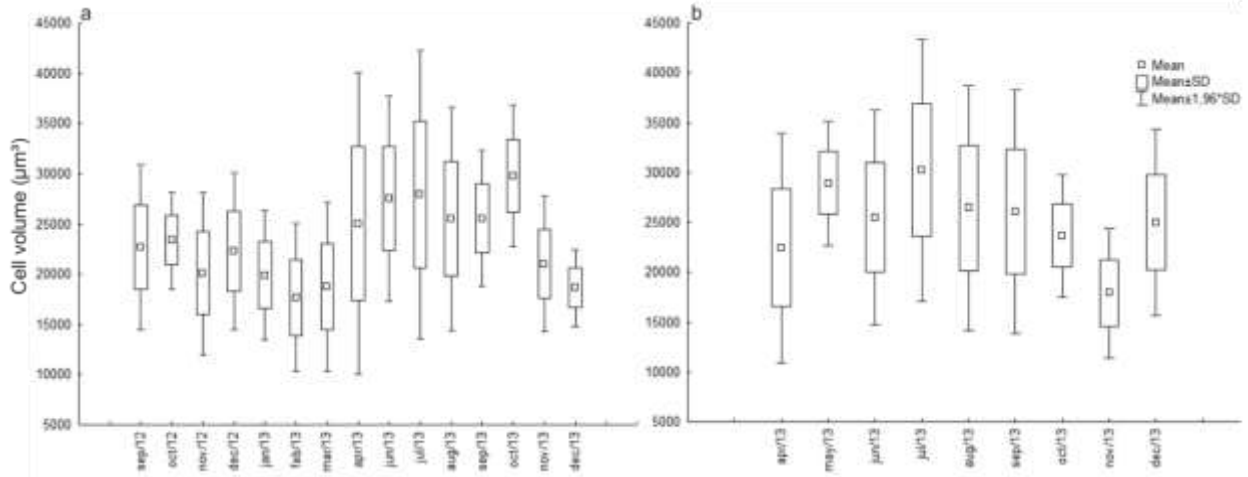 a
Cell volume (µm³)
45000
40000
35000
30000
25000
20000
15000
10000
5000
sep/12
oct/12
nov/12
dec/12
jan/13
feb/13
mar/13
apr/13
jun/13
jul/13
aug/13
sep/13
oct/13
nov/13
dec/13
b
45000
40000
35000
30000
25000
20000
15000
10000
5000
Mean
Mean±SD
Mean±1,96*SD
apr/13
may/13
jun/13
jul/13
aug/13
sep/13
oct/13
nov/13
dec/13